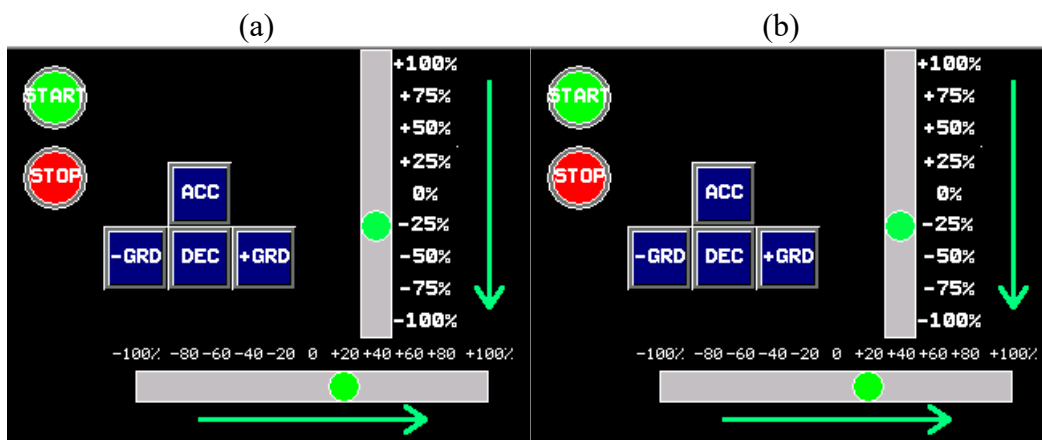 (a) (b)
START
STOP
ACC
-GRD DEC +GRD
+100%
+75%
+50%
+25%
0%
-25%
-50%
-75%
-100%
-100% -80 -60 -40 -20 0 +20 +40 +60 +80 +100%
START
STOP
ACC
-GRD DEC +GRD
+100%
+75%
+50%
+25%
0%
-25%
-50%
-75%
-100%
-100% -80 -60 -40 -20 0 +20 +40 +60 +80 +100%